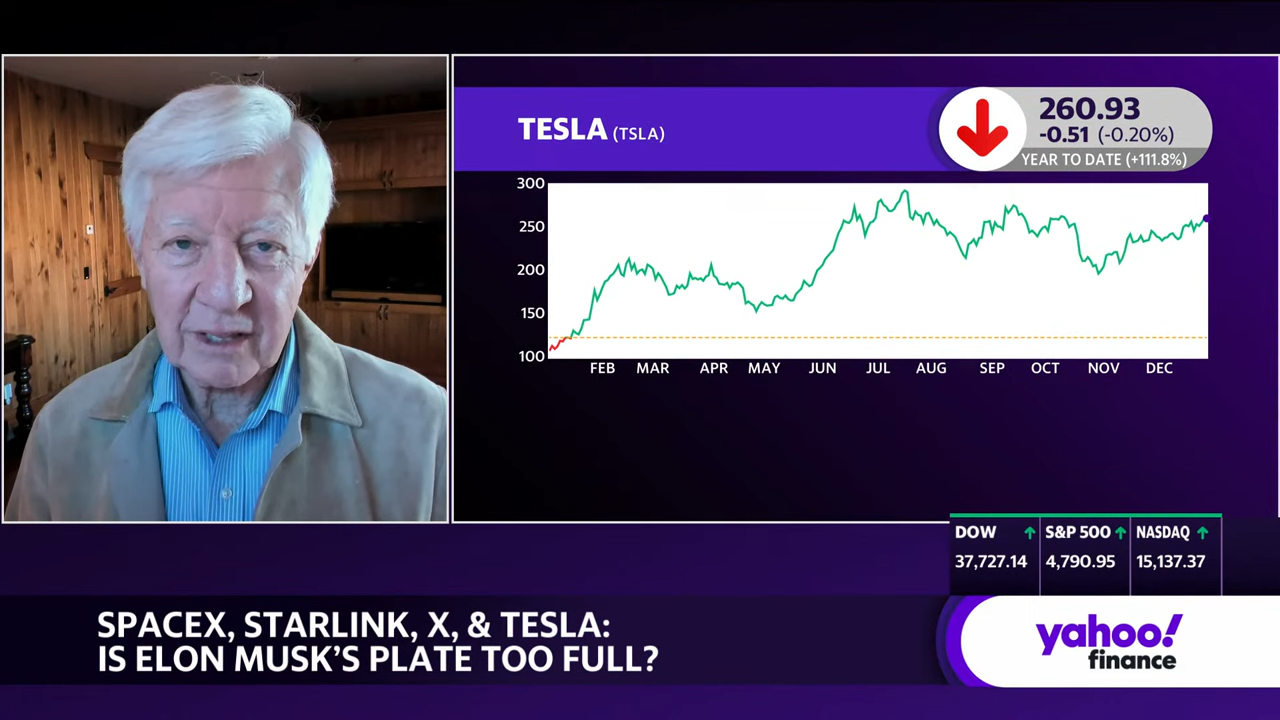 TESLA (TSLA)
260.93
-0.51 (-0.20%)
YEAR TO DATE (+111.8%)
300
250
200
150
100
FEB MAR APR MAY JUN JUL AUG SEP OCT NOV DEC
DOW S&P 500 NASDAQ
37,727.14 4,790.95 15,137.37
SPACEX, STARLINK, X, & TESLA:
IS ELON MUSK'S PLATE TOO FULL?
yahoo!
finance